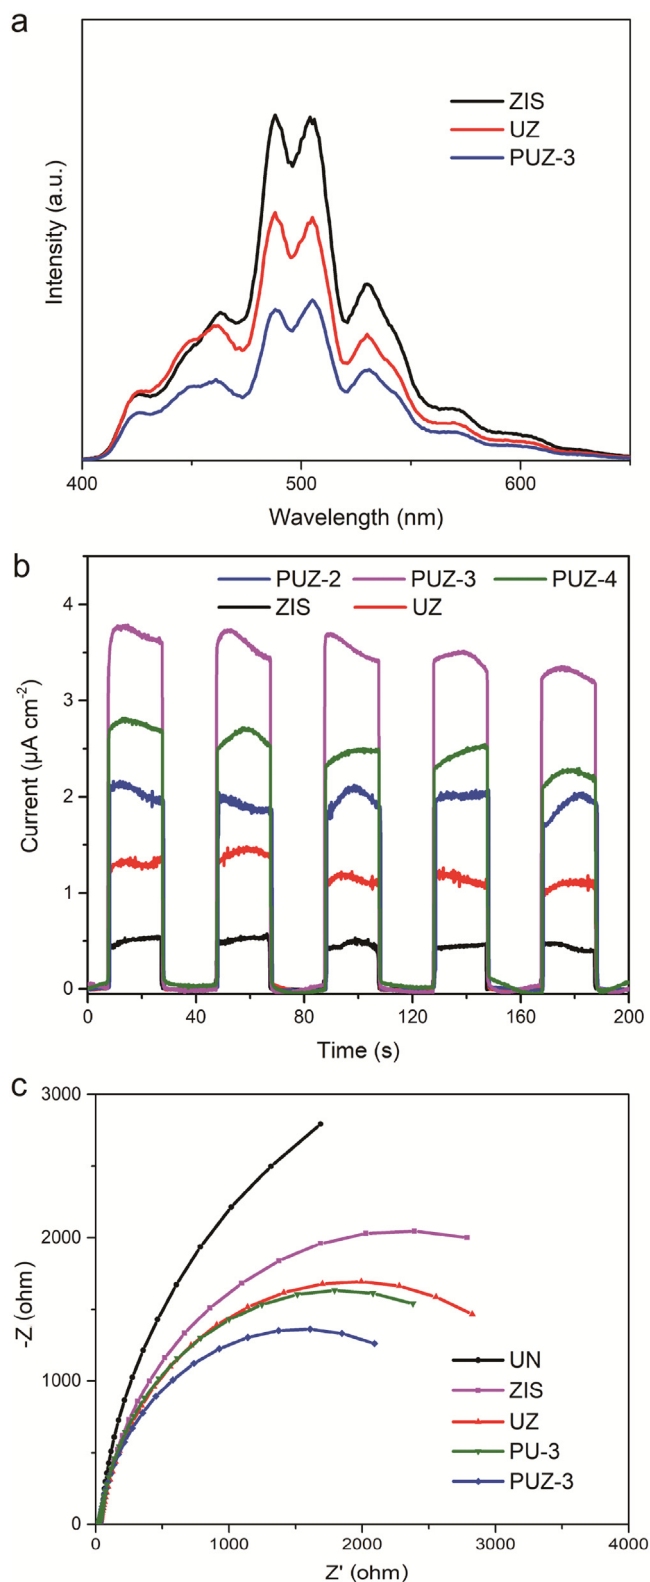 a
ZIS
UZ
PUZ-3
Intensity (a.u.)
400
500
600
Wavelength (nm)
b
PUZ-2 PUZ-3 PUZ-4
ZIS UZ
4
3
2
1
0
Current (µA cm⁻²)
0 40 80 120 160 200
Time (s)
c
3000
2000
1000
0
-Z (ohm)
UN
ZIS
UZ
PU-3
PUZ-3
0 1000 2000 3000 4000
Z' (ohm)